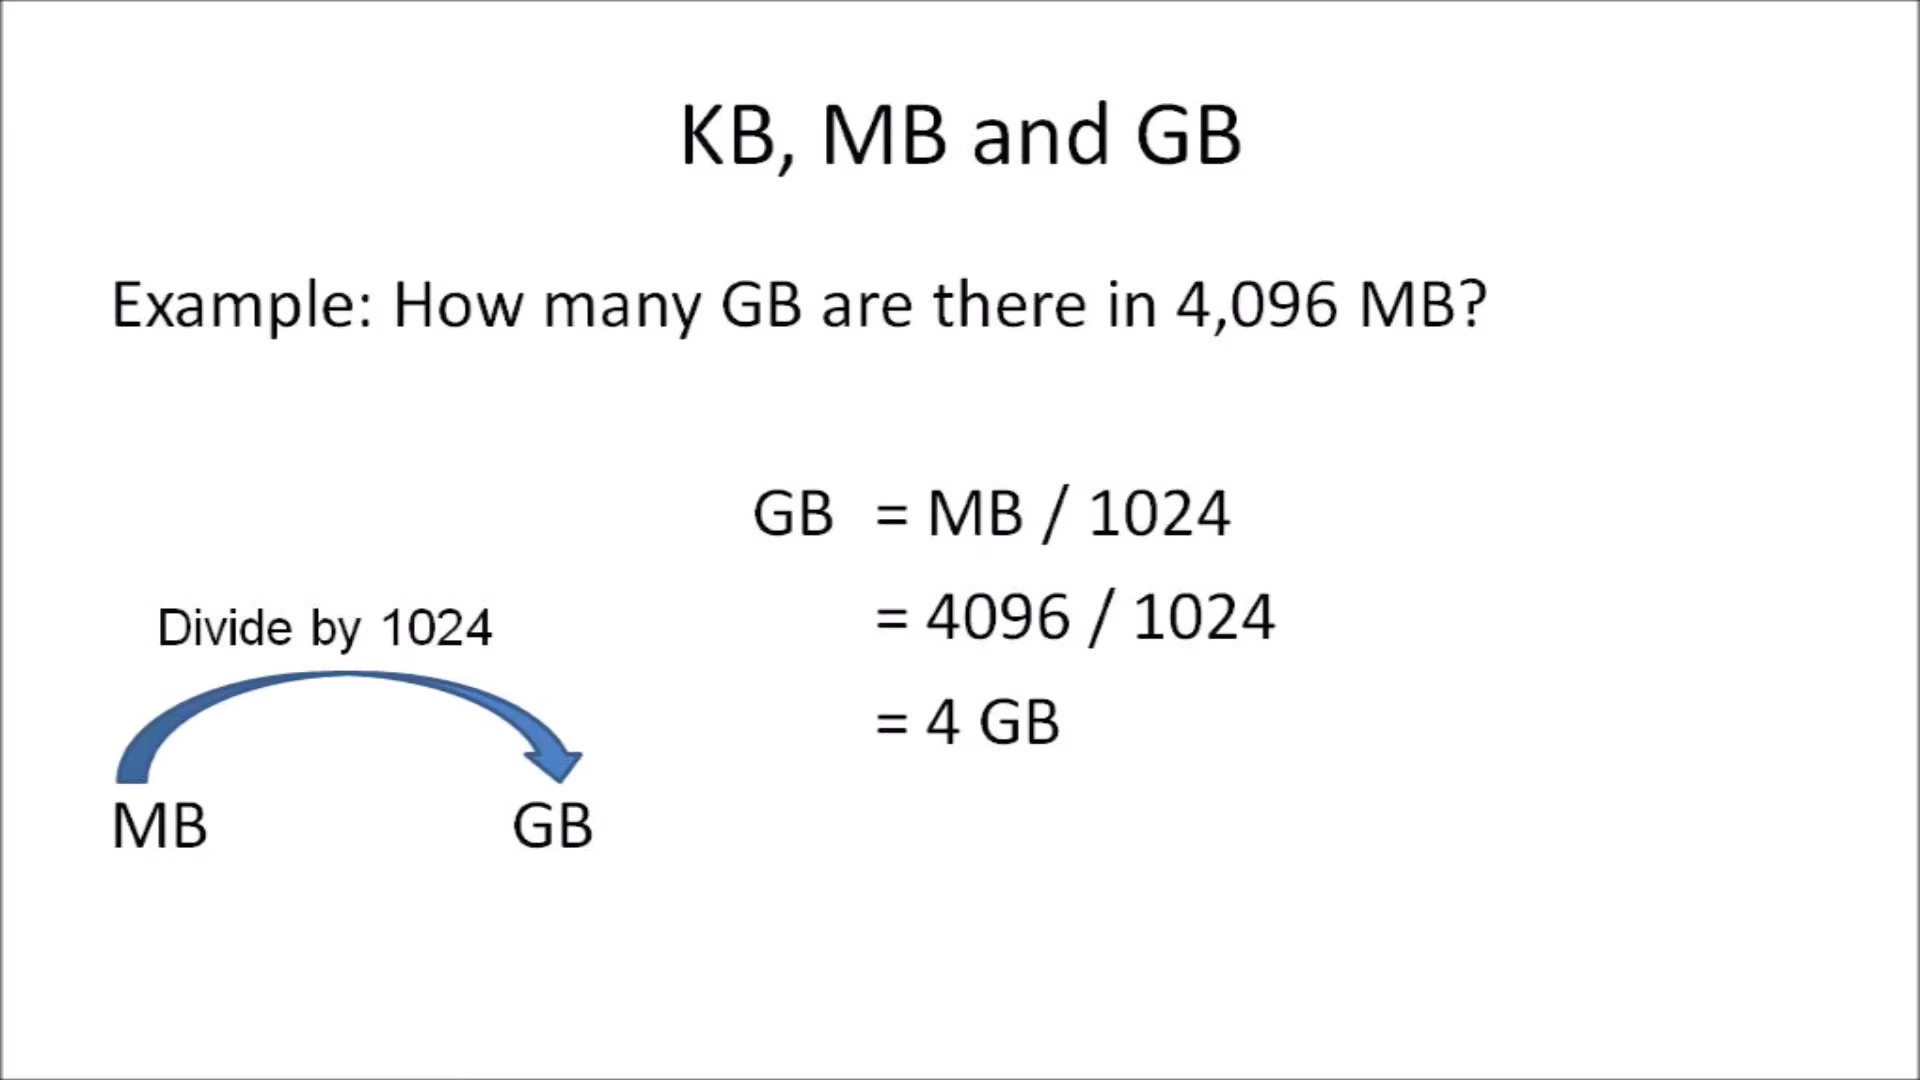 KB, MB and GB
Example: How many GB are there in 4,096 MB?
GB = MB / 1024
= 4096 / 1024
= 4 GB
Divide by 1024
MB GB